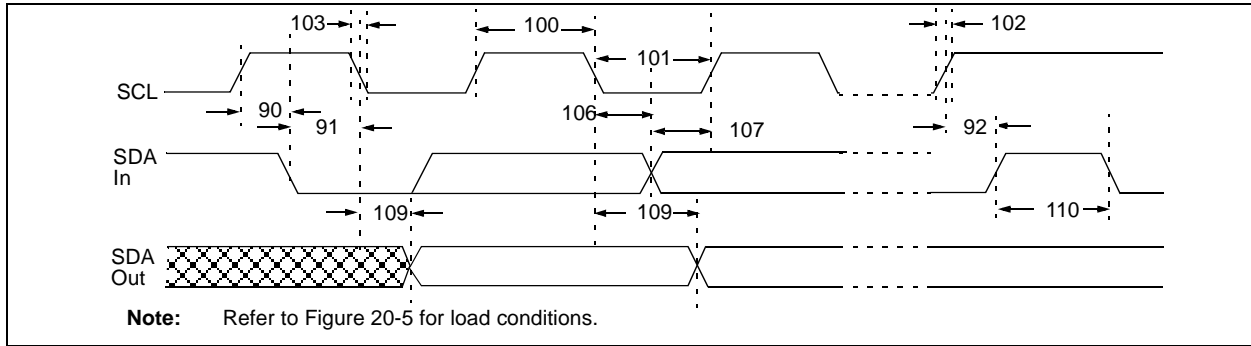 103
100
102
101
SCL
90
106
91
107
92
SDA
In
109
109
110
SDA
Out
Note: Refer to Figure 20-5 for load conditions.